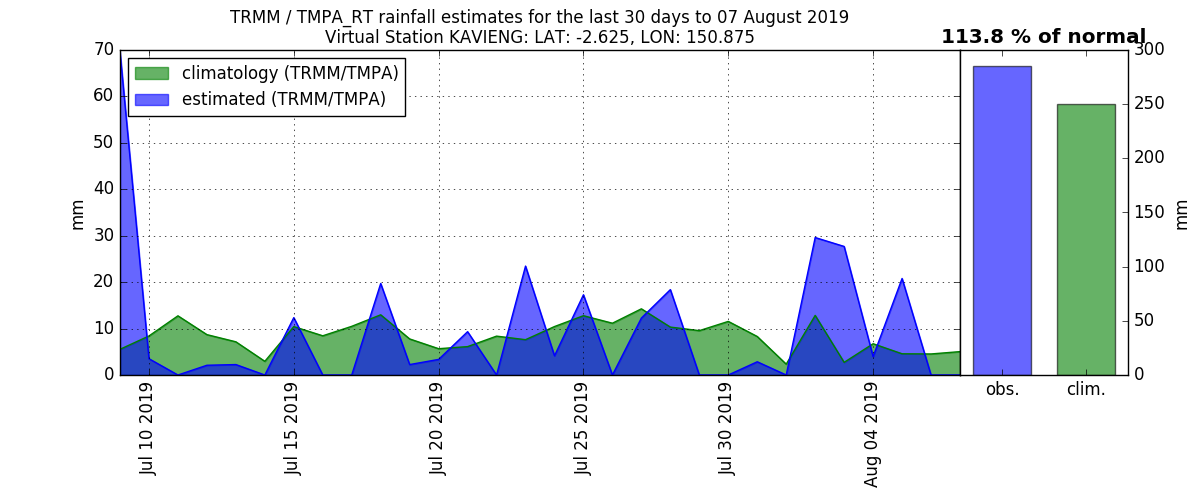 TRMM / TMPA_RT rainfall estimates for the last 30 days to 07 August 2019
Virtual Station KAVIENG: LAT: -2.625, LON: 150.875
113.8 % of normal
climatology (TRMM/TMPA)
estimated (TRMM/TMPA)
70
60
50
40
30
20
10
0
mm
Jul 10 2019
Jul 15 2019
Jul 20 2019
Jul 25 2019
Jul 30 2019
Aug 04 2019
300
250
200
150
100
50
0
mm
obs.
clim.